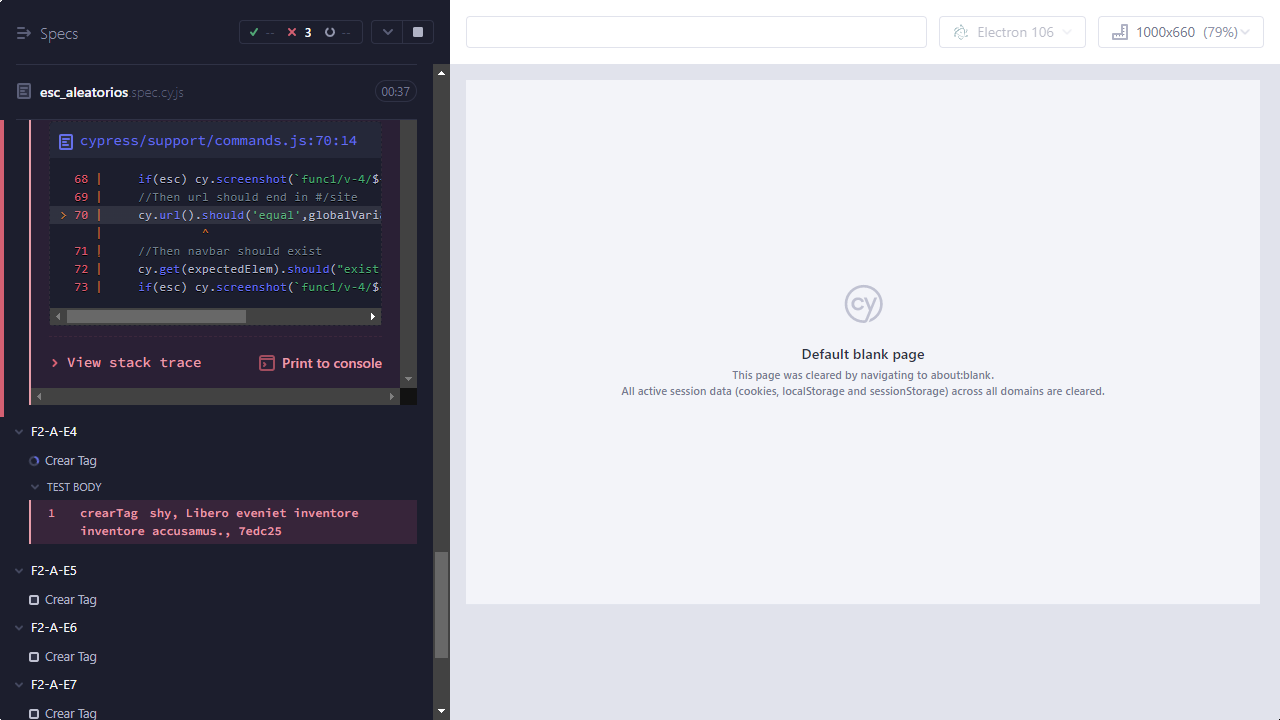 Specs
-- 3 --
esc_aleatorios.spec.cy.js 00:37
cypress/support/commands.js:70:14
68 | if(esc) cy.screenshot(`func1/v-4/$
69 | //Then url should end in #/site
> 70 | cy.url().should('equal',globalVaria
| ^
71 | //Then navbar should exist
72 | cy.get(expectedElem).should("exist
73 | if(esc) cy.screenshot(`func1/v-4/$
View stack trace Print to console
F2-A-E4
Crear Tag
TEST BODY
1 crearTag shy, Libero eveniet inventore
inventore accusamus., 7edc25
F2-A-E5
Crear Tag
F2-A-E6
Crear Tag
F2-A-E7
Crear Tag
Electron 106
1000x660 (79%)
cy
Default blank page
This page was cleared by navigating to about:blank.
All active session data (cookies, localStorage and sessionStorage) across all domains are cleared.